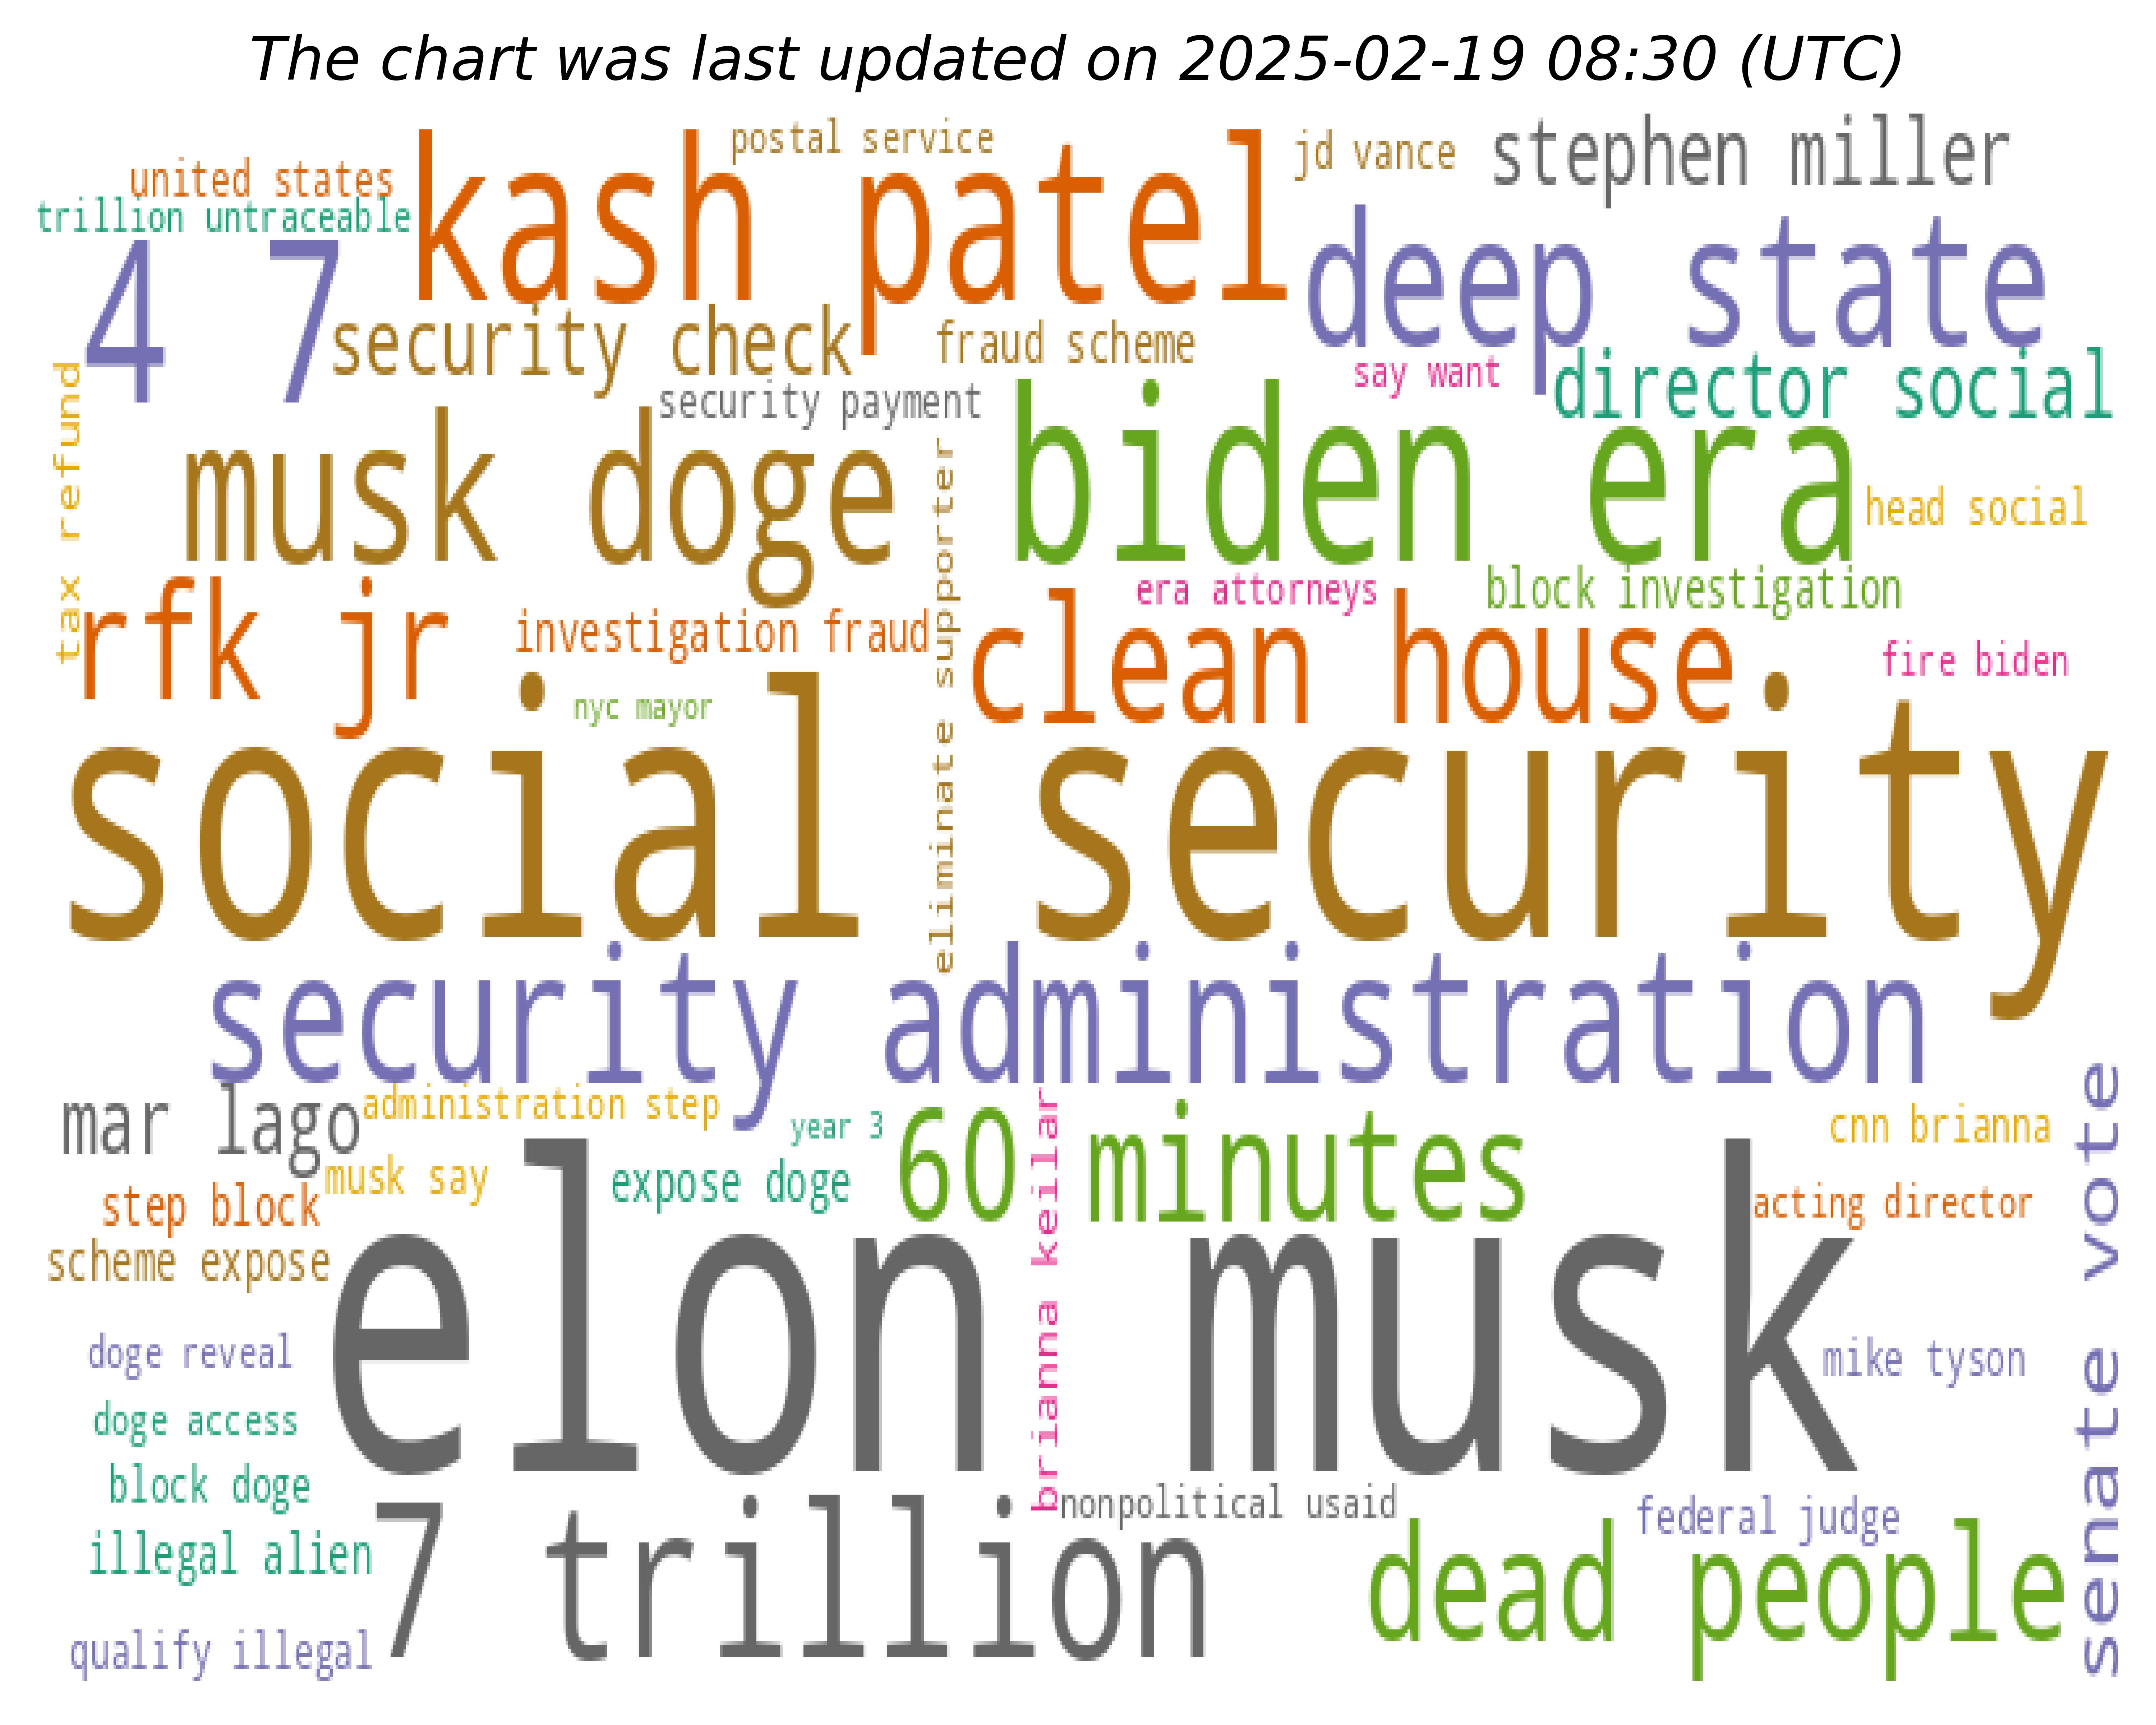 The chart was last updated on 2025-02-19 08:30 (UTC)
postal service
jd vance
stephen miller
united states
kash patel
trillion untraceable
deep state
4 7
security check
fraud scheme
say want
director social
security payment
tax refund
musk doge
biden era
head social
eliminate supporter
era attorneys
block investigation
rfk jr
investigation fraud
clean house
fire biden
nyc mayor
social security
security administration
mar lago
administration step
year 3
60 minutes
cnn brianna
musk say
expose doge
step block
acting director
scheme expose
brianna keilar
senate vote
elon musk
doge reveal
mike tyson
doge access
block doge
nonpolitical usaid
federal judge
illegal alien
7 trillion
dead people
qualify illegal